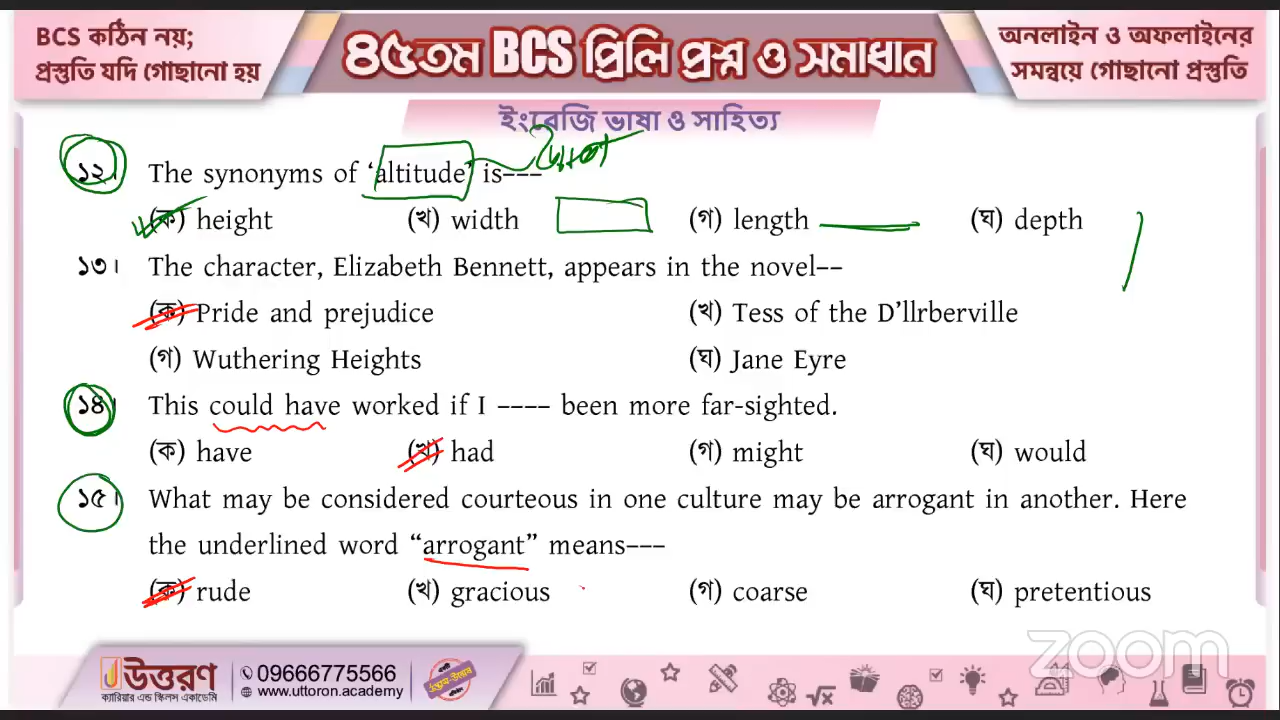 BCS কঠিন নয়;
প্রস্তুতি যদি গোছানো হয়
৪৫তম BCS প্রিলি প্রশ্ন ও সমাধান
অনলাইন ও অফলাইনের
সমন্বয়ে গোছানো প্রস্তুতি
ইংরেজি ভাষা ও সাহিত্য
১২। The synonyms of ‘altitude’ is---
(ক) height (খ) width (গ) length (ঘ) depth
১৩। The character, Elizabeth Bennett, appears in the novel--
(ক) Pride and prejudice (খ) Tess of the D’llrberville
(গ) Wuthering Heights (ঘ) Jane Eyre
১৪। This could have worked if I ---- been more far-sighted.
(ক) have (খ) had (গ) might (ঘ) would
১৫। What may be considered courteous in one culture may be arrogant in another. Here
the underlined word “arrogant” means---
(ক) rude (খ) gracious (গ) coarse (ঘ) pretentious
zoom
উত্তরণ
ক্যারিয়ার এন্ড স্কিলস একাডেমি
09666775566
www.uttoron.academy